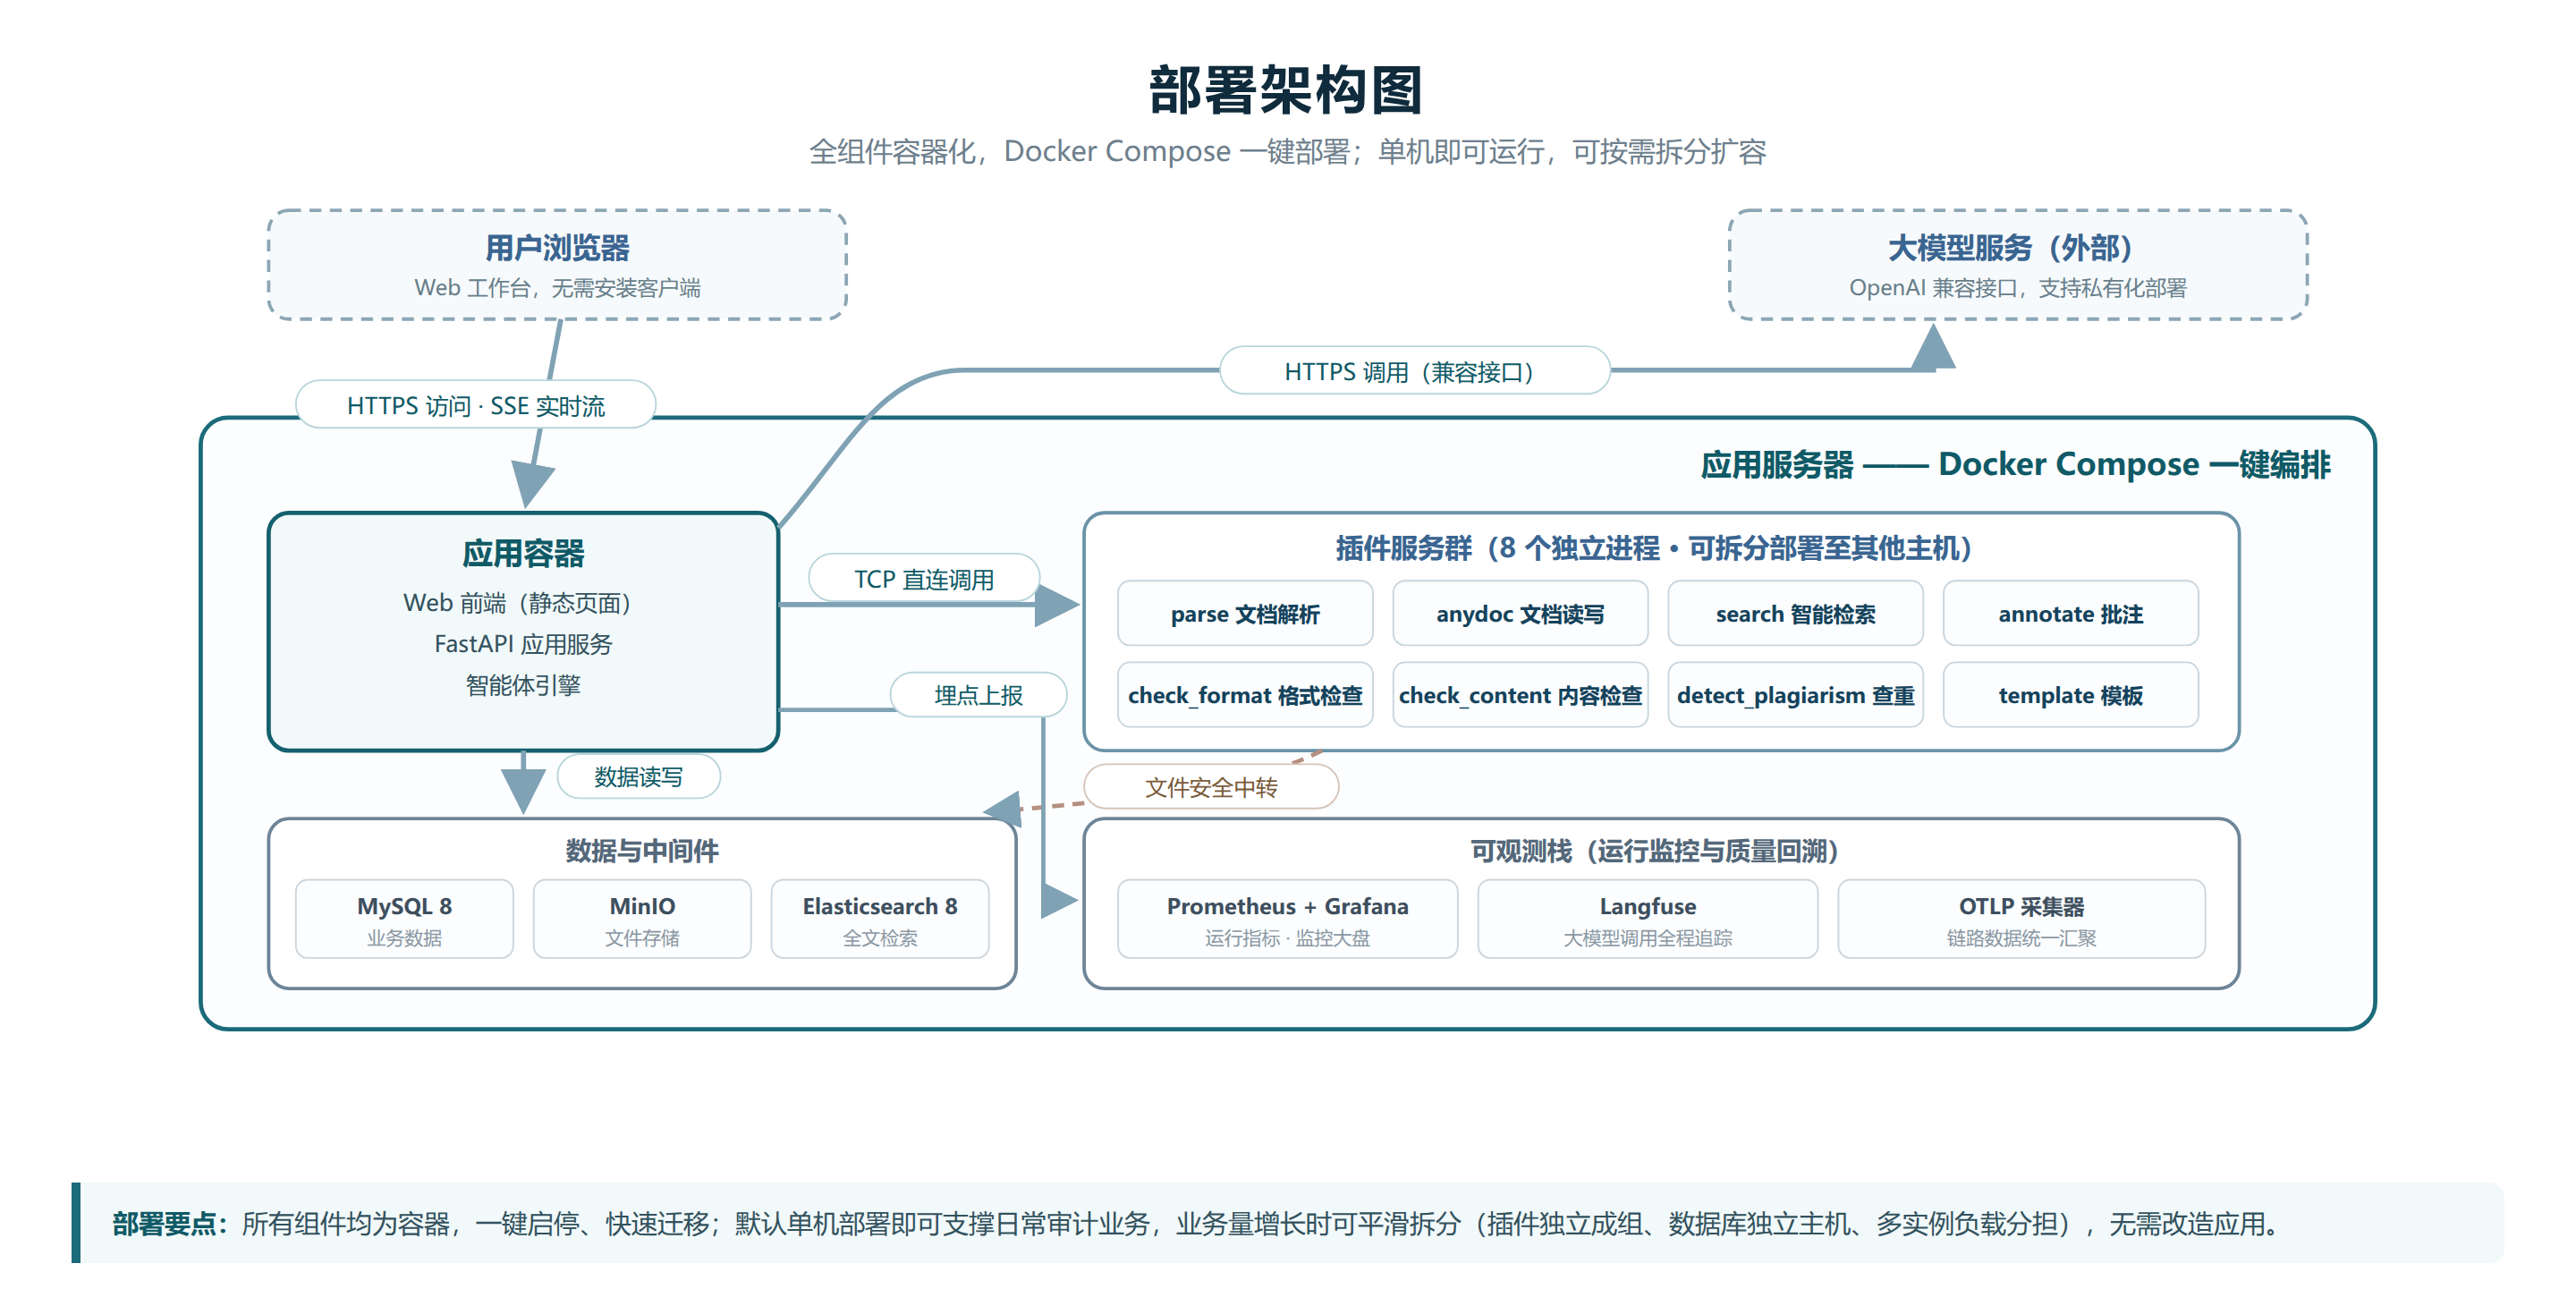 部署架构图
全组件容器化，Docker Compose 一键部署；单机即可运行，可按需拆分扩容
用户浏览器
Web 工作台，无需安装客户端
大模型服务（外部）
OpenAI 兼容接口，支持私有化部署
HTTPS 调用（兼容接口）
HTTPS 访问 · SSE 实时流
应用服务器 —— Docker Compose 一键编排
应用容器
Web 前端（静态页面）
FastAPI 应用服务
智能体引擎
TCP 直连调用
埋点上报
插件服务群（8 个独立进程 · 可拆分部署至其他主机）
parse 文档解析
anydoc 文档读写
search 智能检索
annotate 批注
check_format 格式检查
check_content 内容检查
detect_plagiarism 查重
template 模板
数据读写
文件安全中转
数据与中间件
MySQL 8
业务数据
MinIO
文件存储
Elasticsearch 8
全文检索
可观测栈（运行监控与质量回溯）
Prometheus + Grafana
运行指标 · 监控大盘
Langfuse
大模型调用全程追踪
OTLP 采集器
链路数据统一汇聚
部署要点：所有组件均为容器，一键启停、快速迁移；默认单机部署即可支撑日常审计业务，业务量增长时可平滑拆分（插件独立成组、数据库独立主机、多实例负载分担），无需改造应用。